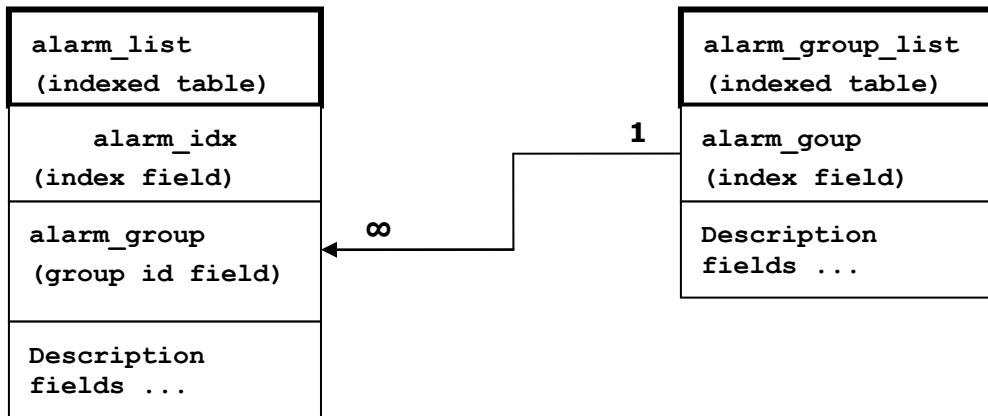 alarm_list
(indexed table)
alarm_idx
(index field)
alarm_group
(group id field)
Description
fields ...
∞
1
alarm_group_list
(indexed table)
alarm_goup
(index field)
Description
fields ...